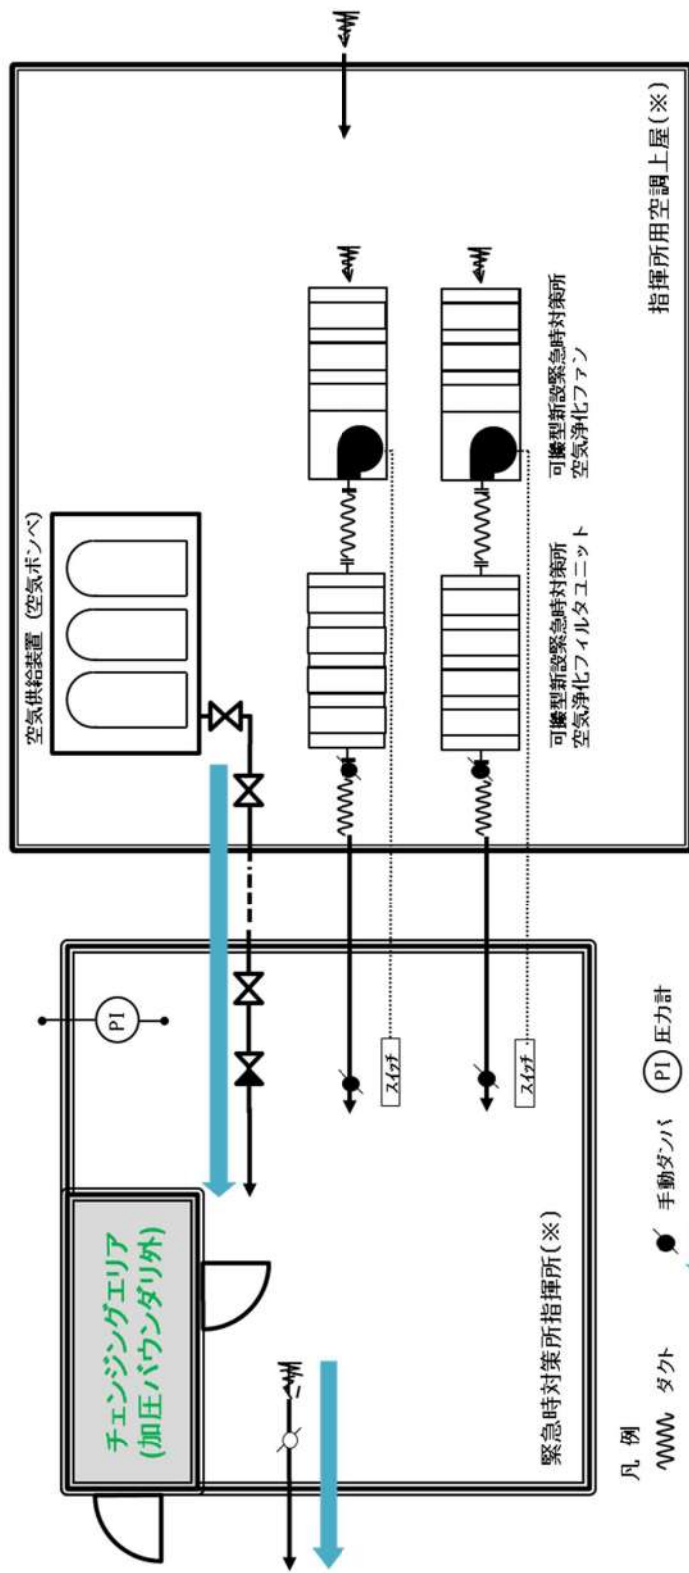 空気供給装置 (空気ボンベ)
可搬型新設緊急時対策所
空気浄化フィルタユニット
可搬型新設緊急時対策所
空気浄化ファン
指揮所用空調上屋(※)
チェンジングエリア
(加圧バウンダリ外)
PI
スイッチ
スイッチ
緊急時対策所指揮所(※)
凡 例
ダクト
手動ダンパ
PI 圧力計